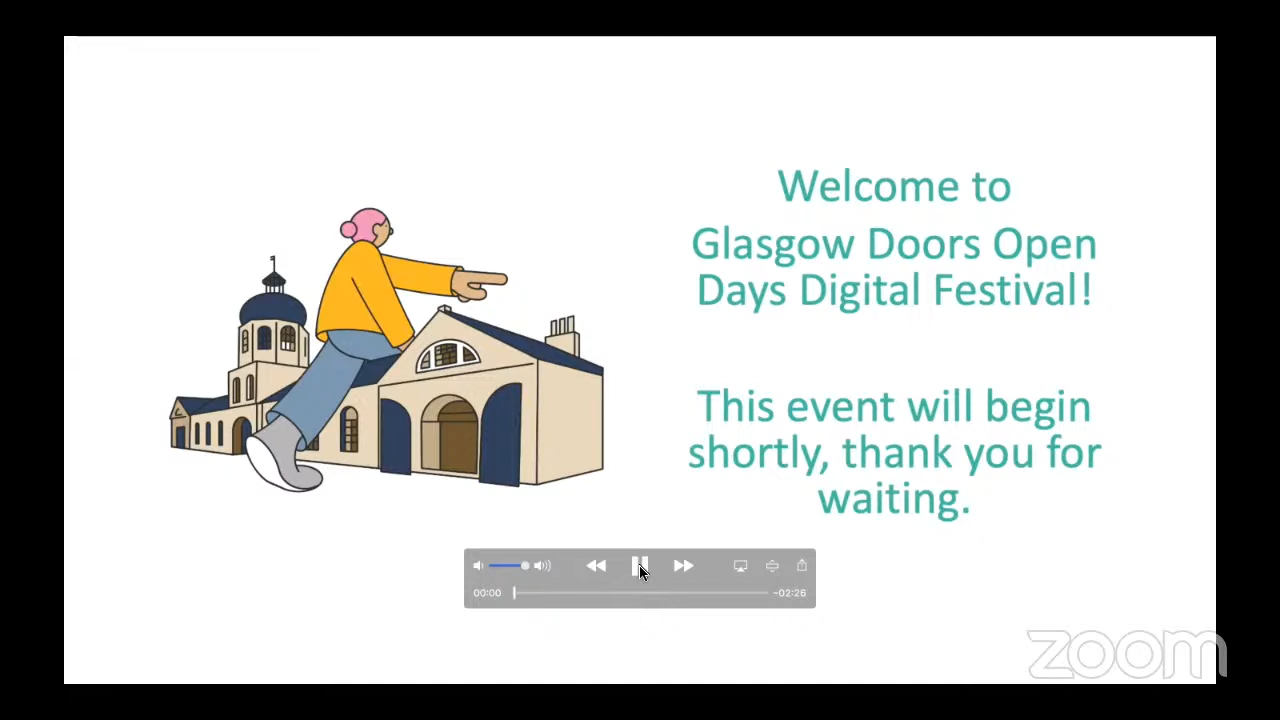 Welcome to
Glasgow Doors Open
Days Digital Festival!
This event will begin
shortly, thank you for
waiting.
00:00
-02:26
zoom